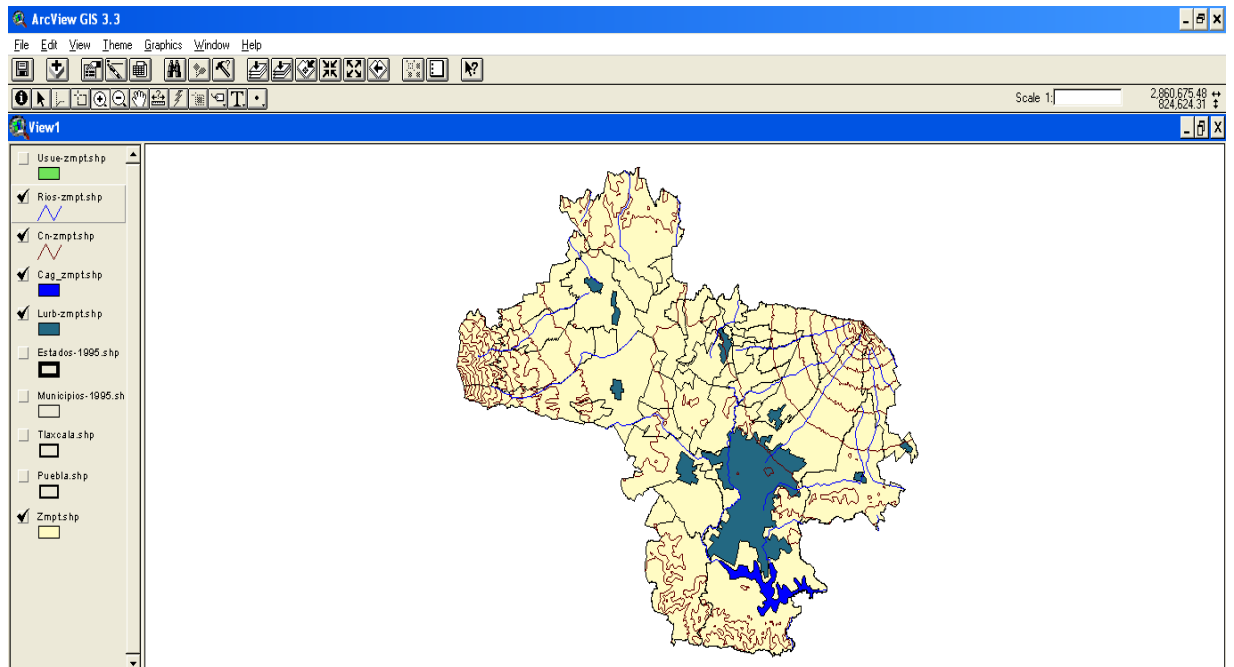 ArcView GIS 3.3
File Edit View Theme Graphics Window Help
Scale 1:
2,860,675.48
824,624.31
View1
Usue-zmpt.shp
Rios-zmpt.shp
Cn-zmpt.shp
Cag_zmpt.shp
Lurb-zmpt.shp
Estados-1995.shp
Municipios-1995.sh
Tlaxcala.shp
Puebla.shp
Zmpt.shp